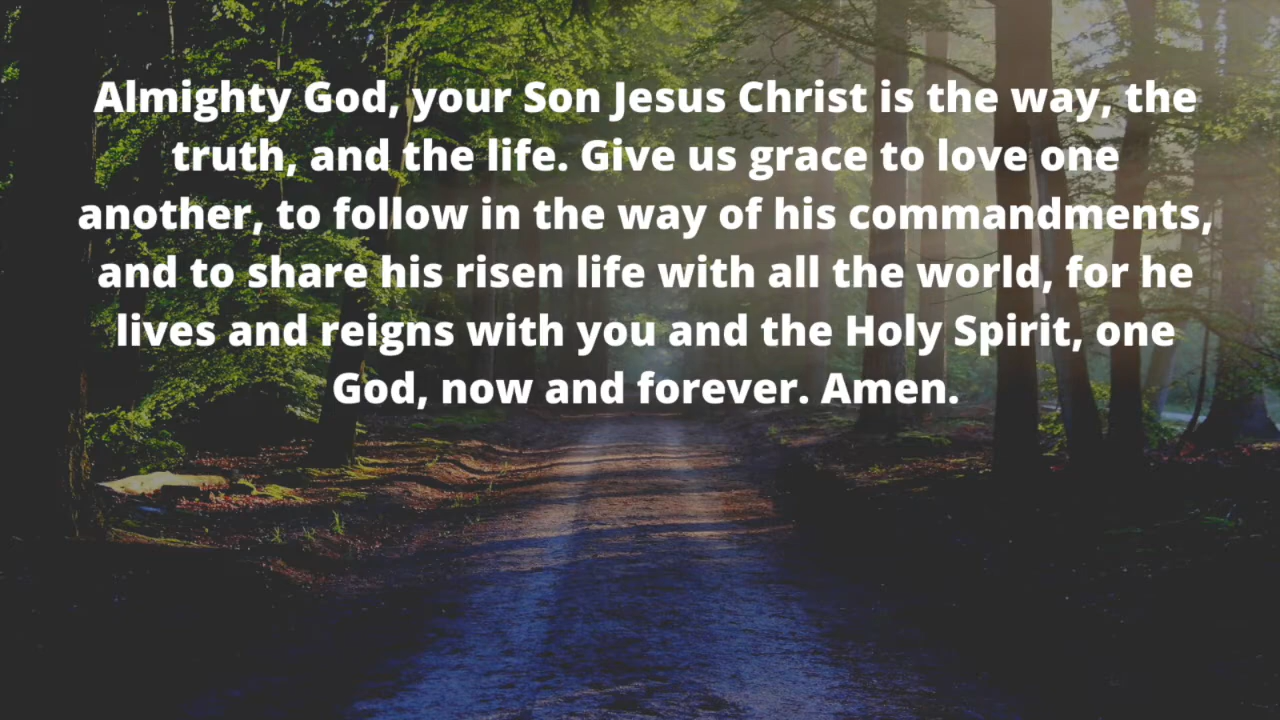 Almighty God, your Son Jesus Christ is the way, the
truth, and the life. Give us grace to love one
another, to follow in the way of his commandments,
and to share his risen life with all the world, for he
lives and reigns with you and the Holy Spirit, one
God, now and forever. Amen.